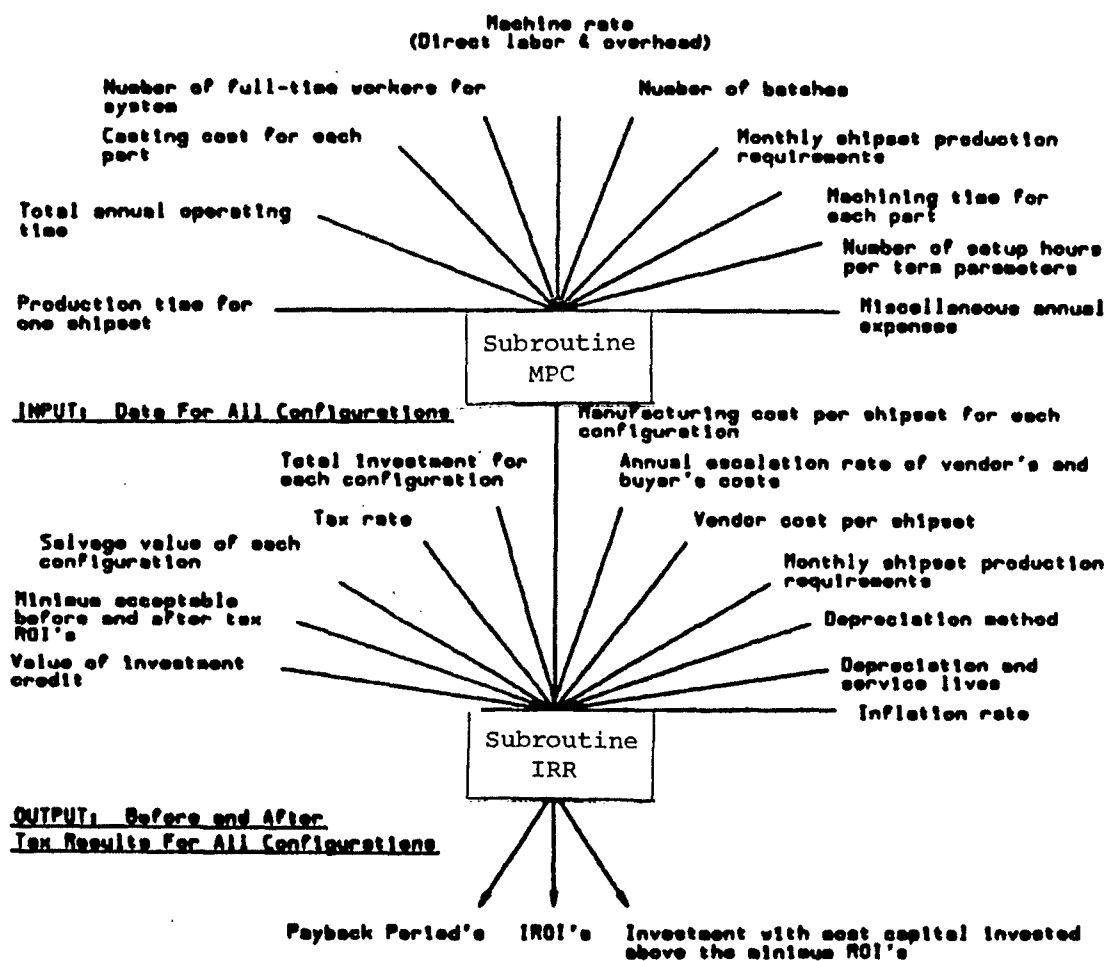 Machine rate
(Direct labor & overhead)
Number of full-time workers for
system
Number of batches
Casting cost for each
part
Monthly shipset production
requirements
Total annual operating
time
Machining time for
each part
Number of setup hours
per term parameters
Production time for
one shipset
Miscellaneous annual
expenses
Subroutine
MPC
INPUT: Data For All Configurations
Manufacturing cost per shipset for each
configuration
Total investment for
each configuration
Annual escalation rate of vendor's and
buyer's costs
Tax rate
Vendor cost per shipset
Salvage value of each
configuration
Monthly shipset production
requirements
Minimum acceptable
before and after tax
ROI's
Depreciation method
Value of investment
credit
Depreciation and
service lives
Inflation rate
Subroutine
IRR
OUTPUT: Before and After
Tax Results For All Configurations
Payback Period's
IROI's
Investment with most capital invested
above the minimum ROI's